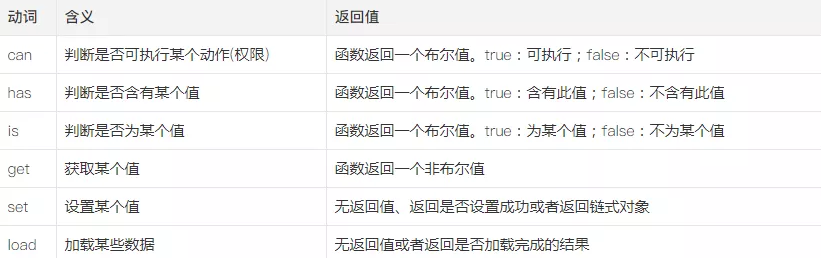 动词 含义 返回值
can 判断是否可执行某个动作(权限) 函数返回一个布尔值。true：可执行；false：不可执行
has 判断是否含有某个值 函数返回一个布尔值。true：含有此值；false：不含有此值
is 判断是否为某个值 函数返回一个布尔值。true：为某个值；false：不为某个值
get 获取某个值 函数返回一个非布尔值
set 设置某个值 无返回值、返回是否设置成功或者返回链式对象
load 加载某些数据 无返回值或者返回是否加载完成的结果